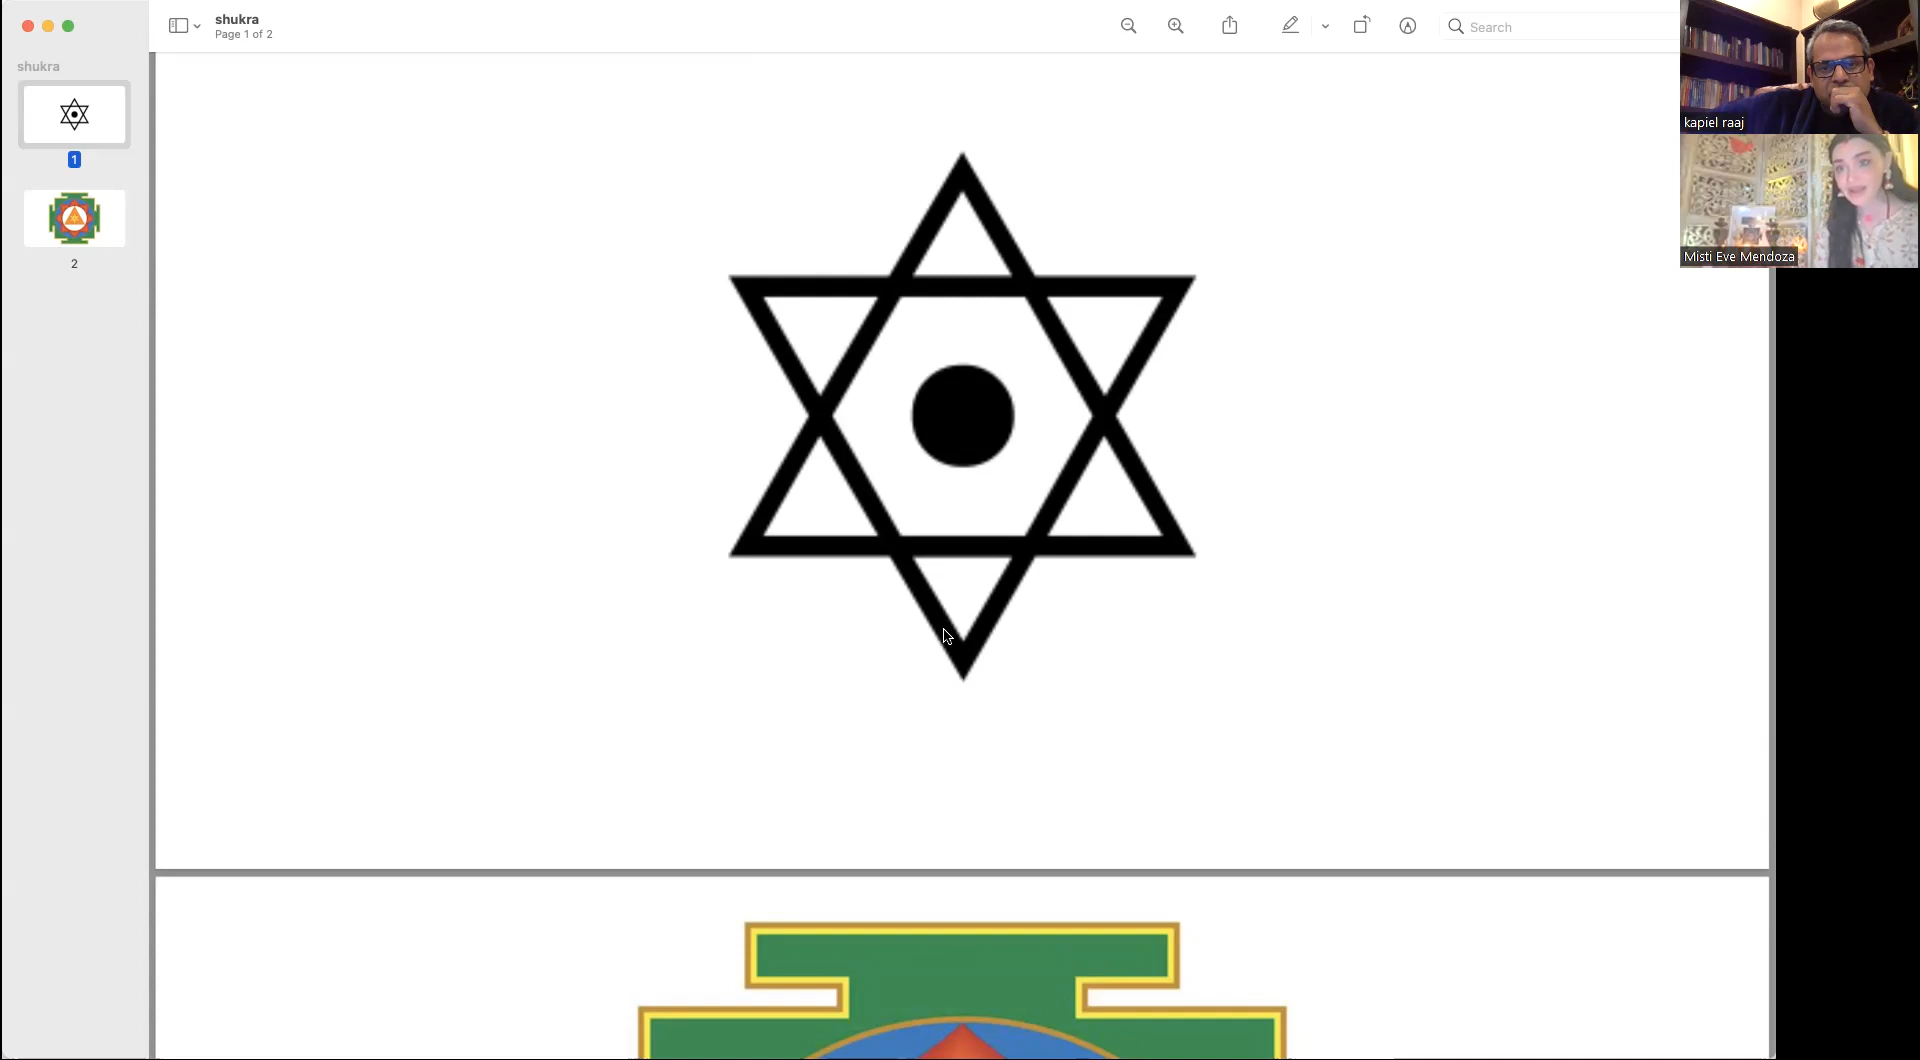 shukra
Page 1 of 2
Search
shukra
1
2
kapiel raaj
Misti Eve Mendoza